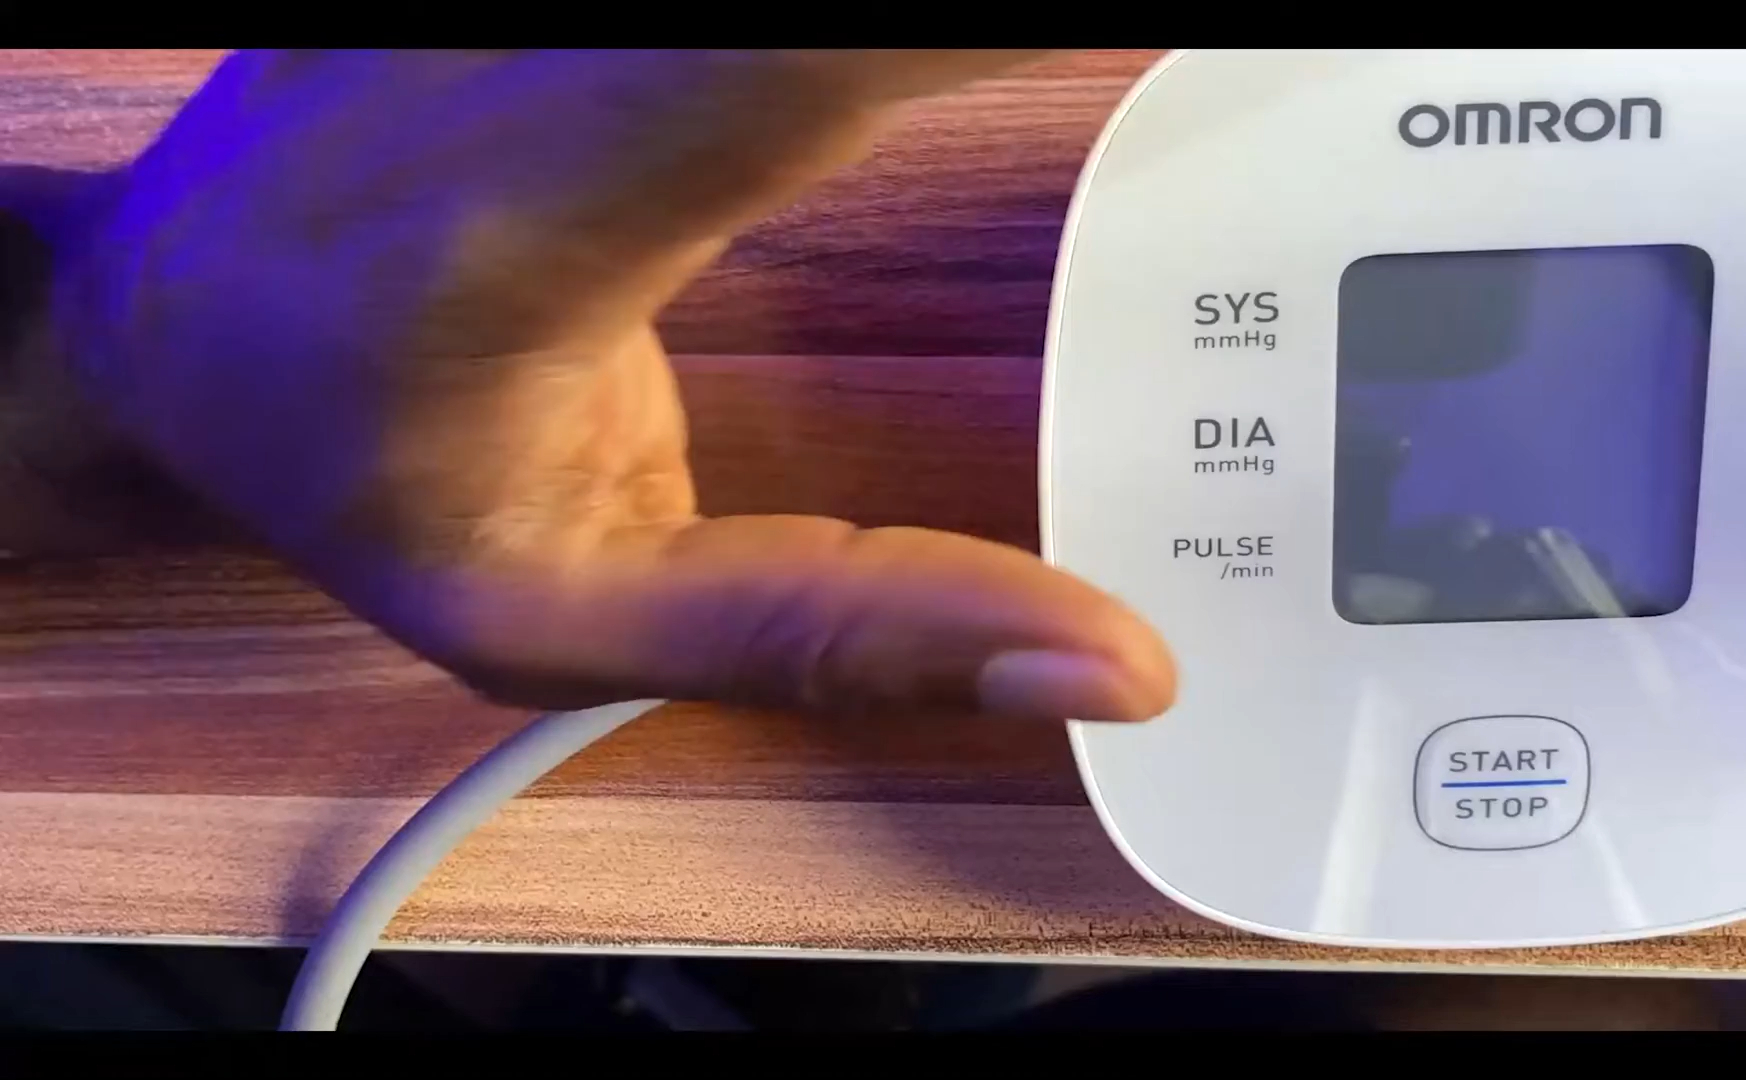 OMRON
SYS
mmHg
DIA
mmHg
PULSE
/min
START
STOP